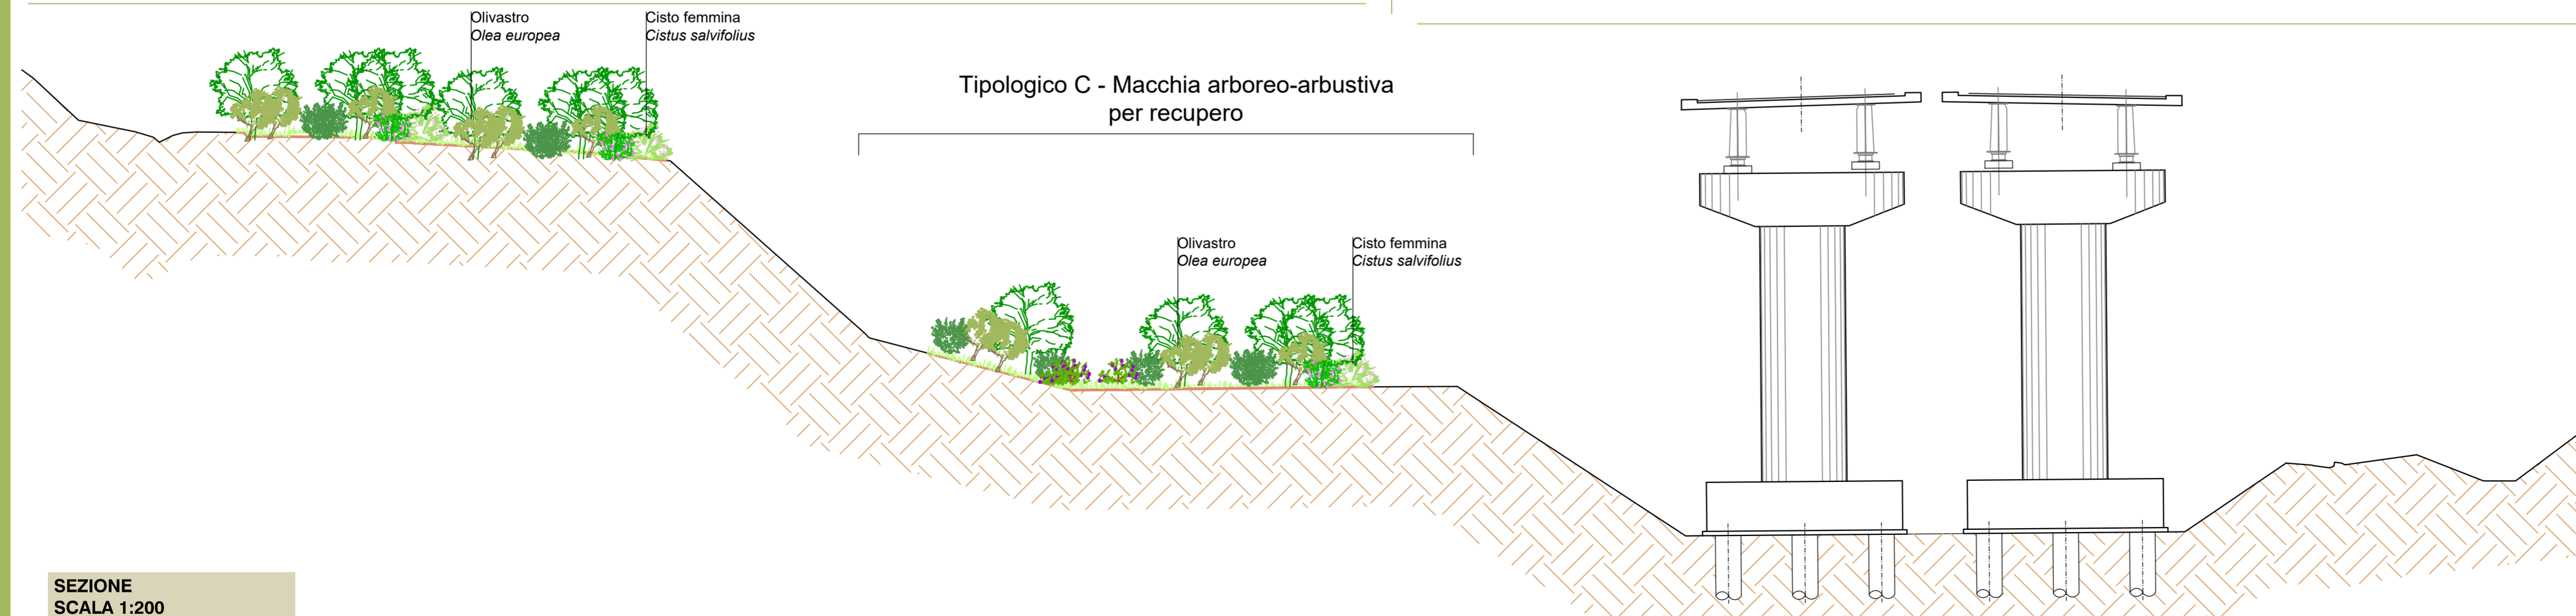 Olivastro
Olea europea
Cisto femmina
Cistus salvifolius
Tipologico C - Macchia arboreo-arbustiva
per recupero
Olivastro
Olea europea
Cisto femmina
Cistus salvifolius
SEZIONE
SCALA 1:200